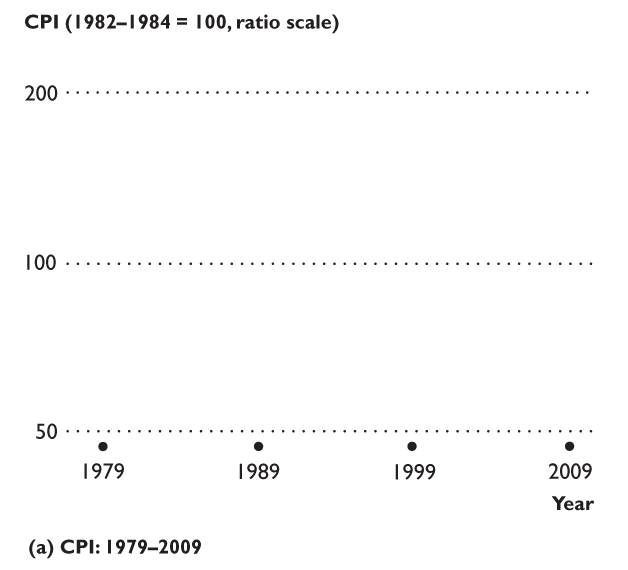 CPI (1982–1984 = 100, ratio scale)
200
100
50
1979 1989 1999 2009
Year
(a) CPI: 1979–2009